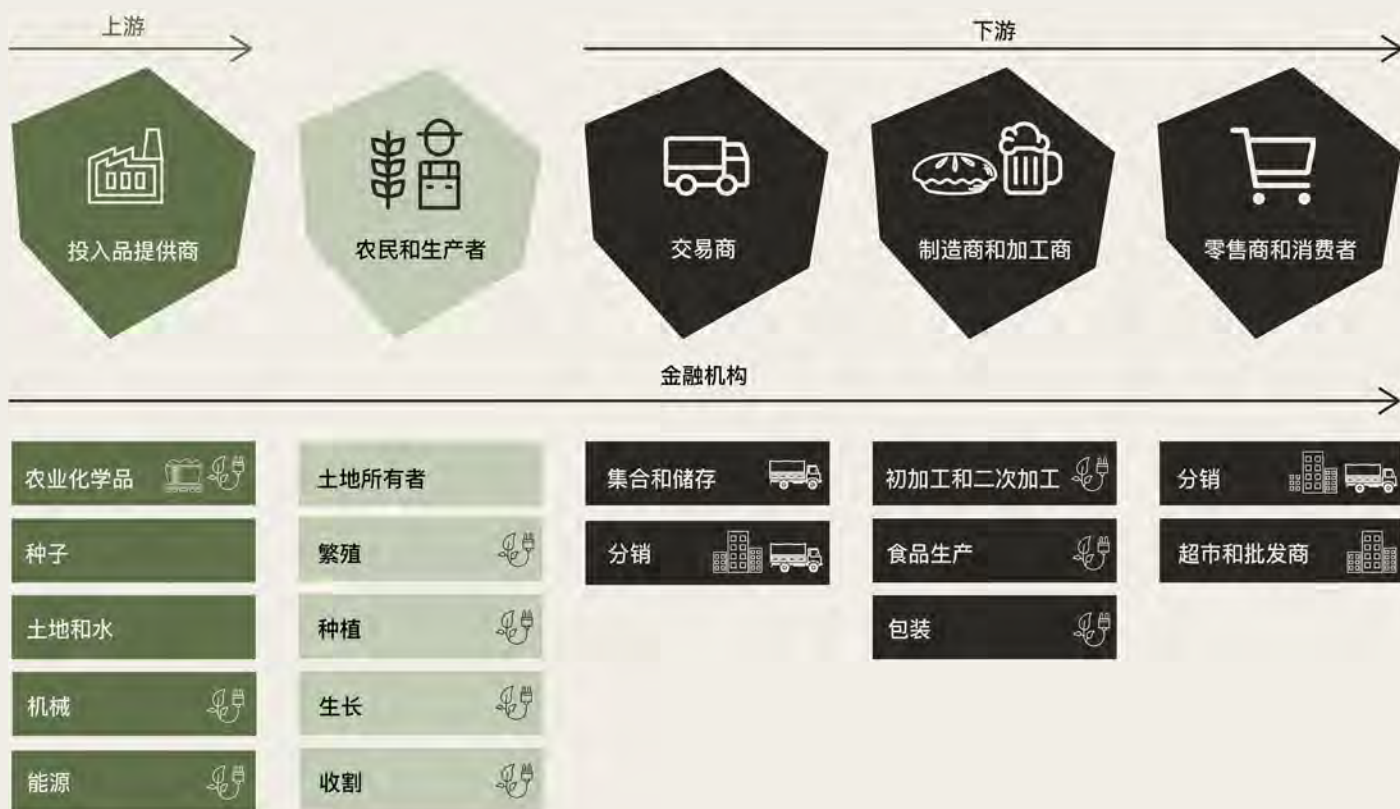 上游
下游
投入品提供商
农民和生产者
交易商
制造商和加工商
零售商和消费者
金融机构
农业化学品
土地所有者
集合和储存
初加工和二次加工
分销
种子
繁殖
分销
食品生产
超市和批发商
土地和水
种植
包装
机械
生长
能源
收割